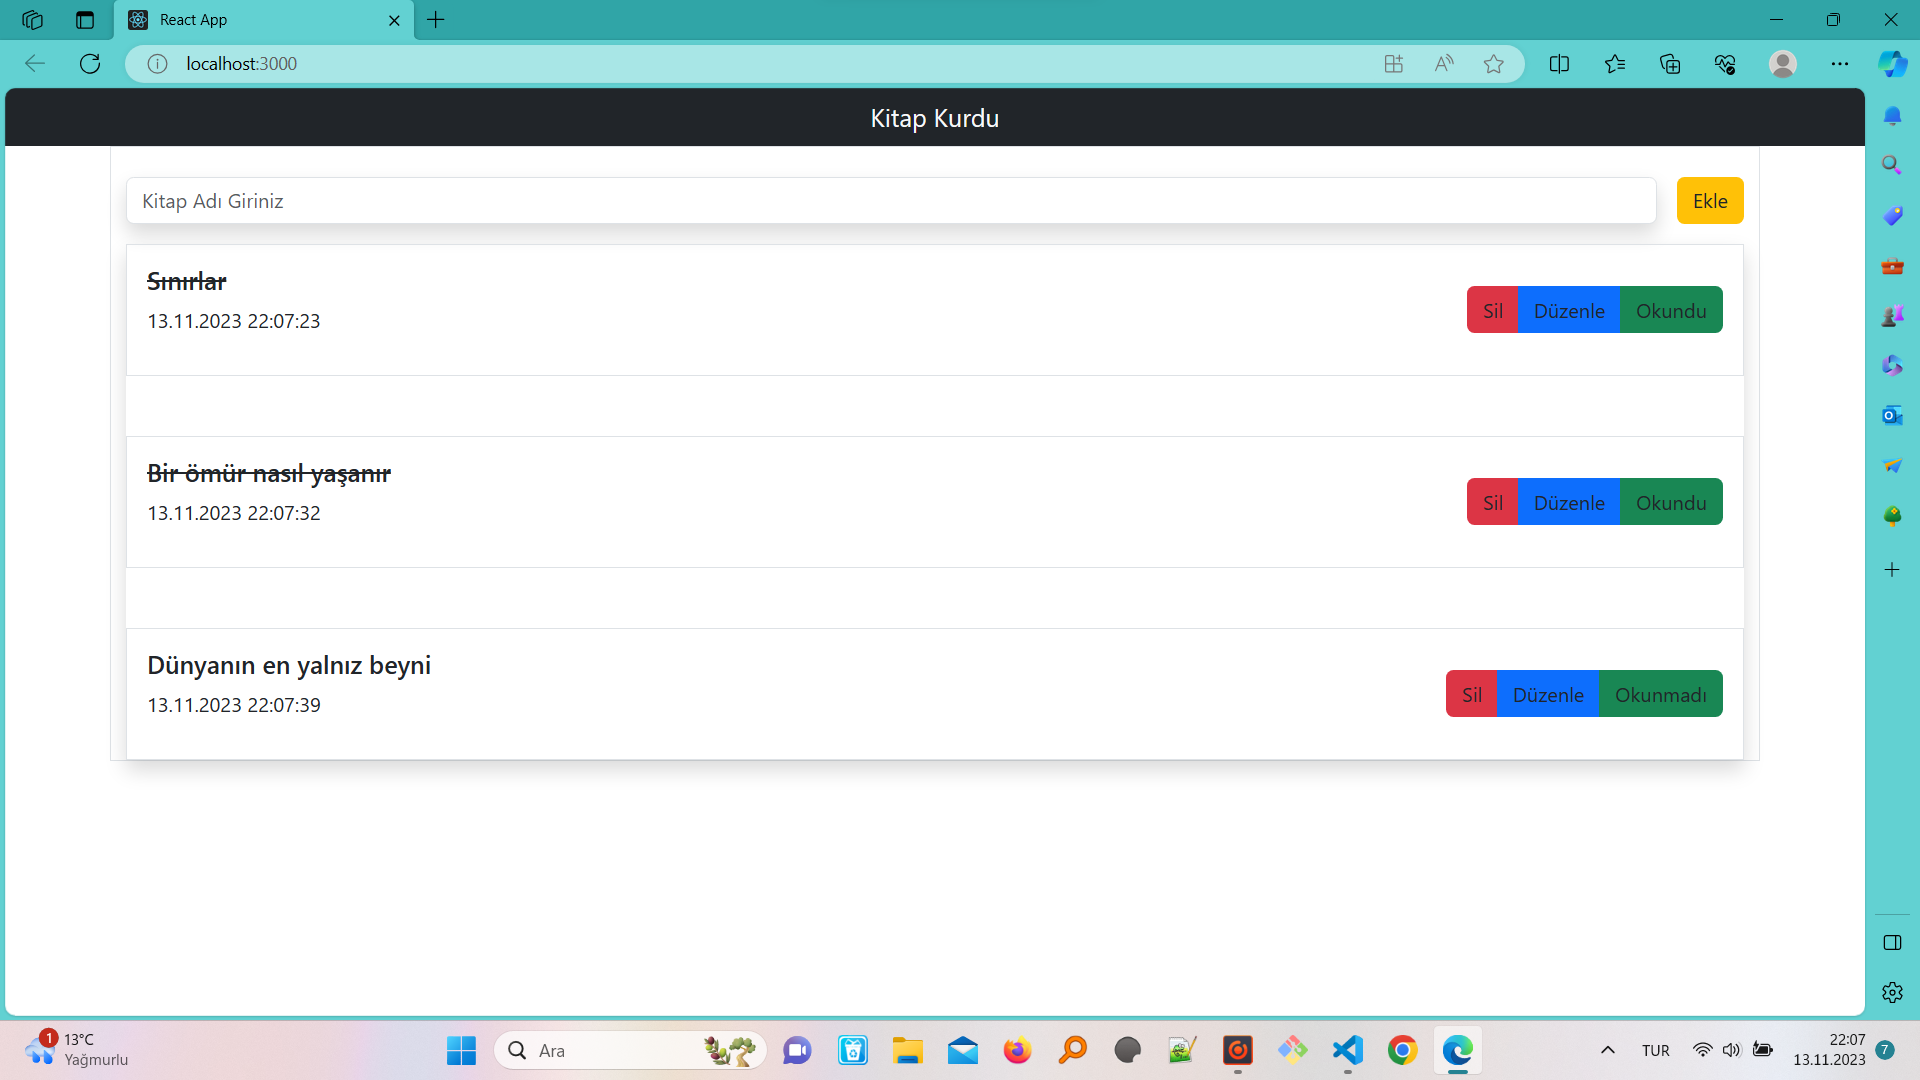 React App
localhost:3000
Kitap Kurdu
Kitap Adı Giriniz
Ekle
Sınırlar
13.11.2023 22:07:23
Sil Düzenle Okundu
Bir ömür nasıl yaşanır
13.11.2023 22:07:32
Sil Düzenle Okundu
Dünyanın en yalnız beyni
13.11.2023 22:07:39
Sil Düzenle Okunmadı
1
13°C
Yağmurlu
Ara
TUR
22:07
13.11.2023
7